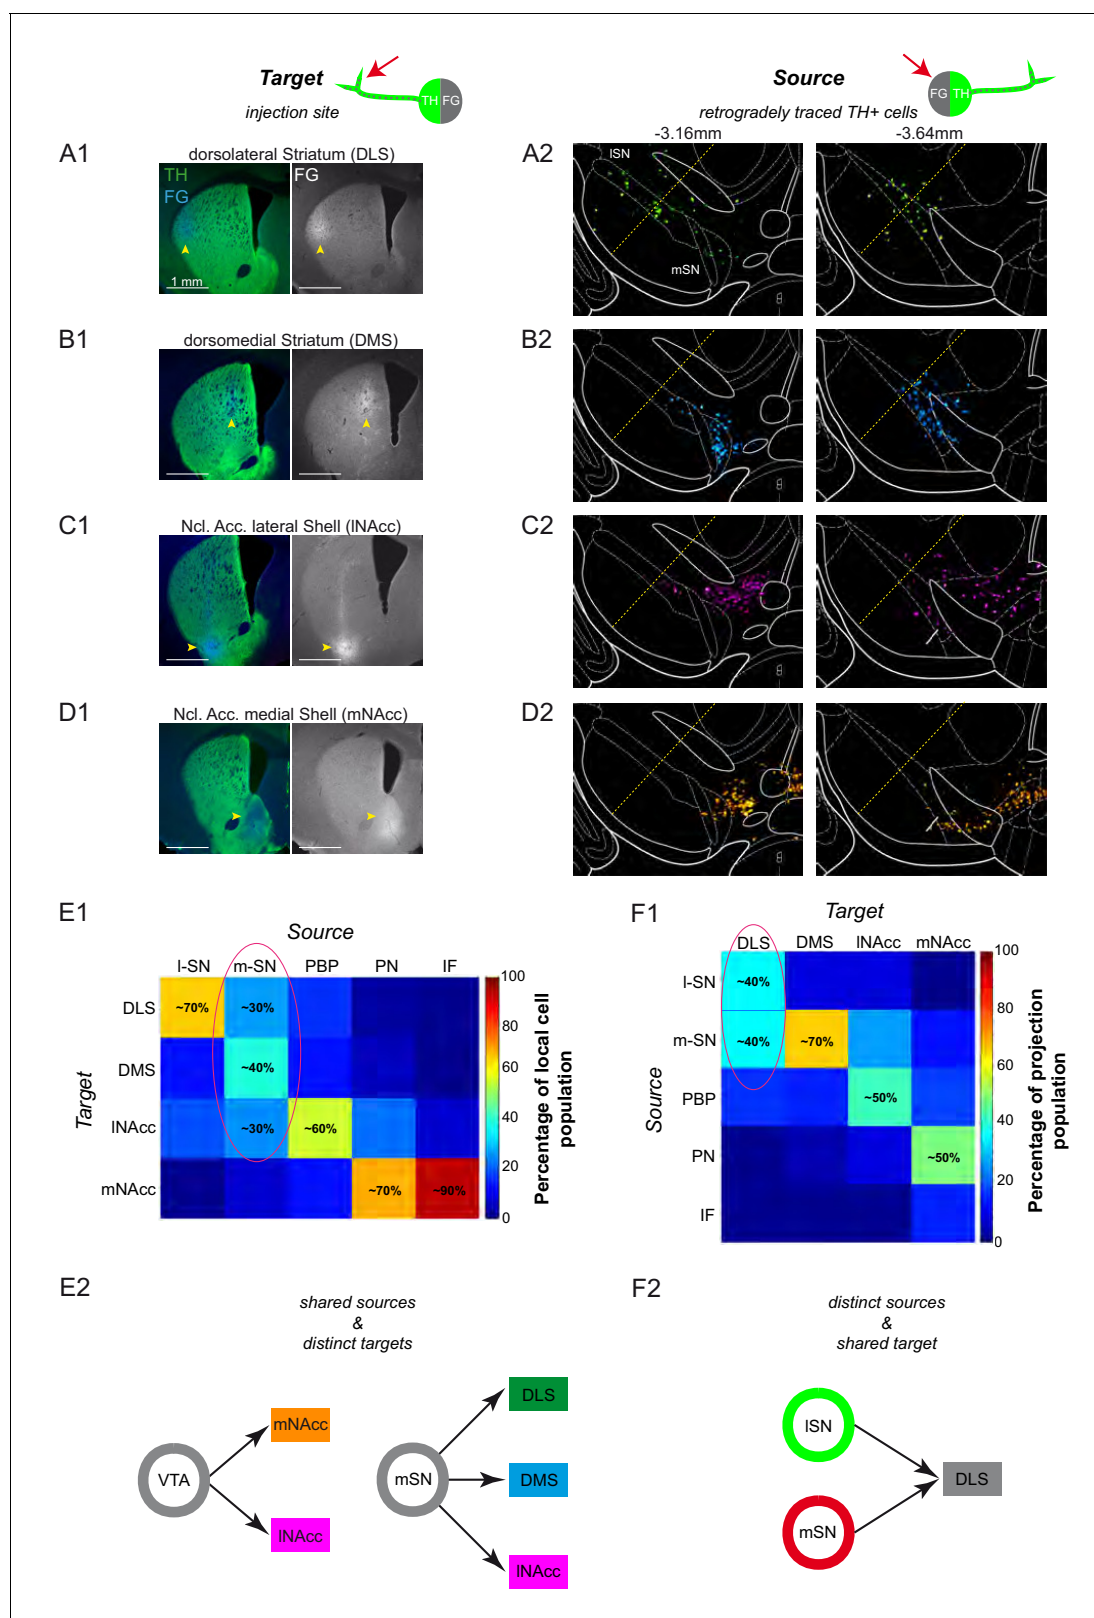 Target
injection site
TH FG
Source
retrogradely traced TH+ cells
FG TH
-3.16mm
-3.64mm
A1
dorsolateral Striatum (DLS)
TH
FG
FG
1 mm
A2
lSN
mSN
B1
dorsomedial Striatum (DMS)
B2
C1
Ncl. Acc. lateral Shell (lNAcc)
C2
D1
Ncl. Acc. medial Shell (mNAcc)
D2
E1
Source
l-SN m-SN PBP PN IF
Target
DLS
DMS
lNAcc
mNAcc
~70% ~30%
~40%
~30% ~60%
~70% ~90%
100
80
60
40
20
0
Percentage of local cell
population
F1
Target
DLS DMS lNAcc mNAcc
Source
l-SN
m-SN
PBP
PN
IF
~40%
~40% ~70%
~50%
~50%
100
80
60
40
20
0
Percentage of projection
population
E2
shared sources
&
distinct targets
VTA
mNAcc
lNAcc
mSN
DLS
DMS
lNAcc
F2
distinct sources
&
shared target
lSN
mSN
DLS